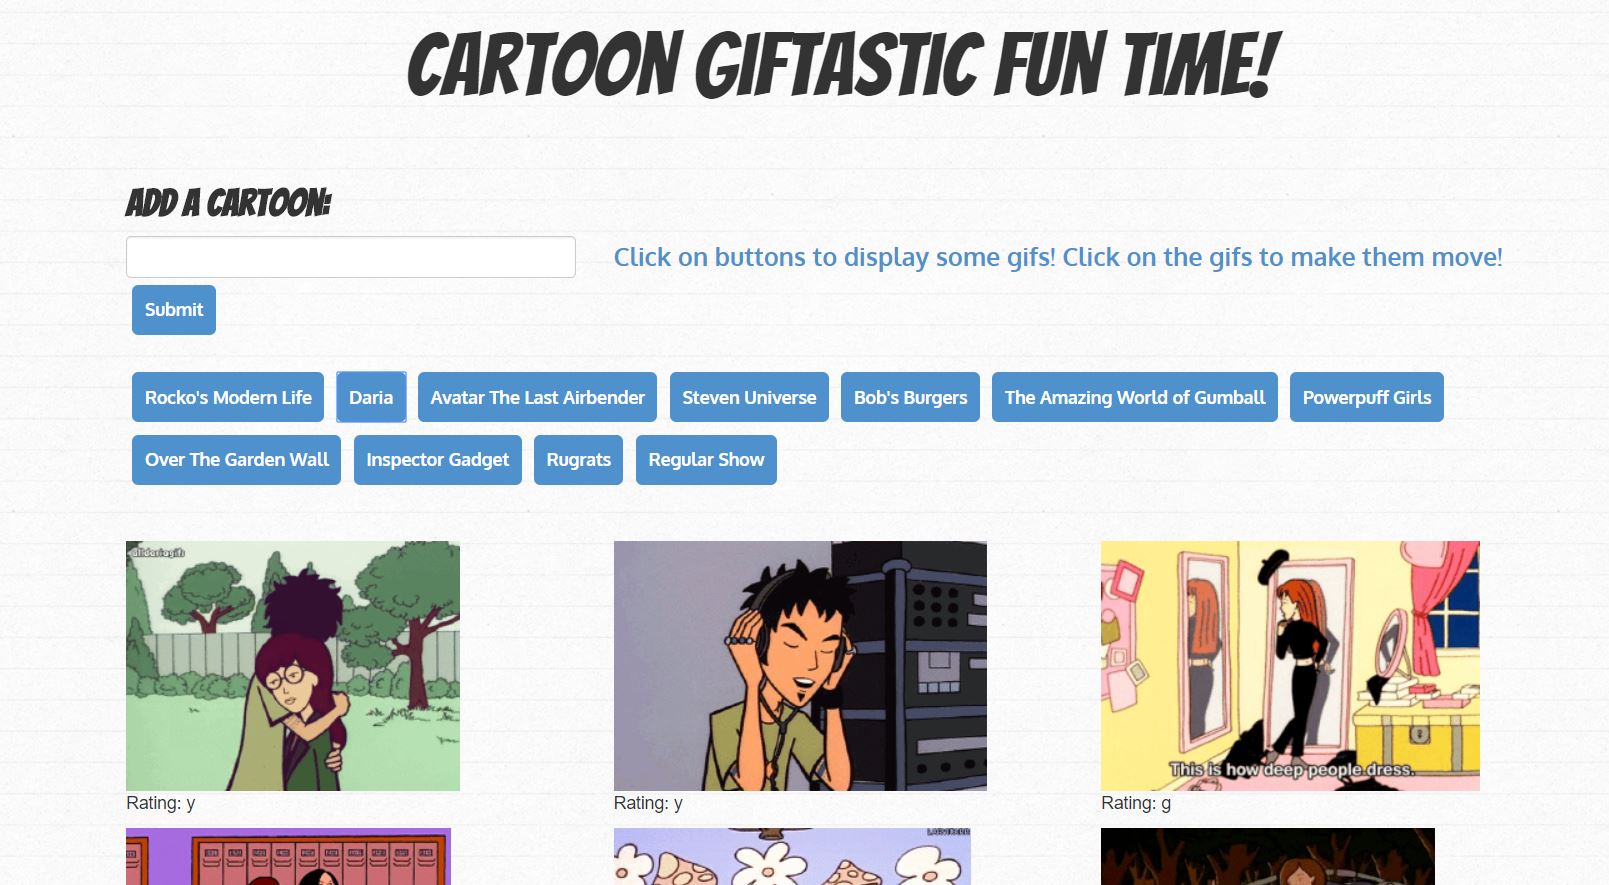 CARTOON GIFTASTIC FUN TIME!
ADD A CARTOON:
Click on buttons to display some gifs! Click on the gifs to make them move!
Submit
Rocko's Modern Life Daria Avatar The Last Airbender Steven Universe Bob's Burgers The Amazing World of Gumball Powerpuff Girls
Over The Garden Wall Inspector Gadget Rugrats Regular Show
alldariagifs
This is how deep people dress.
Rating: y Rating: y Rating: g